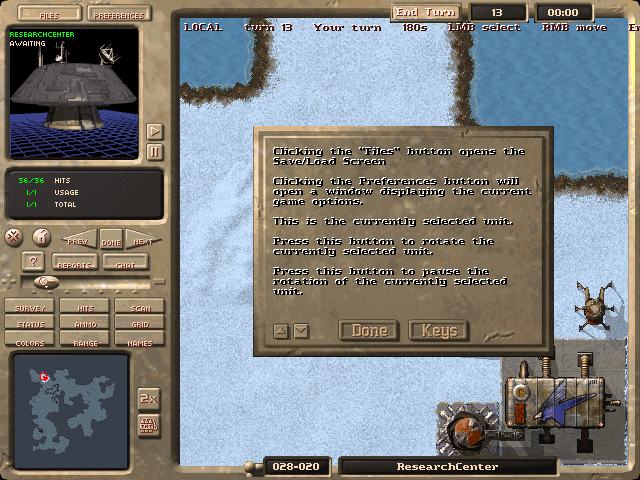 FILES
PREFERENCES
End Turn
13
00:00
LOCAL turn 13 Your turn 180s LMB select RMB move
RESEARCHCENTER
AWAITING
56/56 HITS
1/1 USAGE
1/1 TOTAL
PREV
DONE
NEXT
?
REPORTS
CHAT
SURVEY
HITS
SCAN
STATUS
AMMO
GRID
COLORS
RANGE
NAMES
2x
Clicking the "Files" button opens the
Save/Load Screen
Clicking the Preferences button will
open a window displaying the current
game options.
This is the currently selected unit.
Press this button to rotate the
currently selected unit.
Press this button to pause the
rotation of the currently selected
unit.
Done
Keys
028-020
ResearchCenter